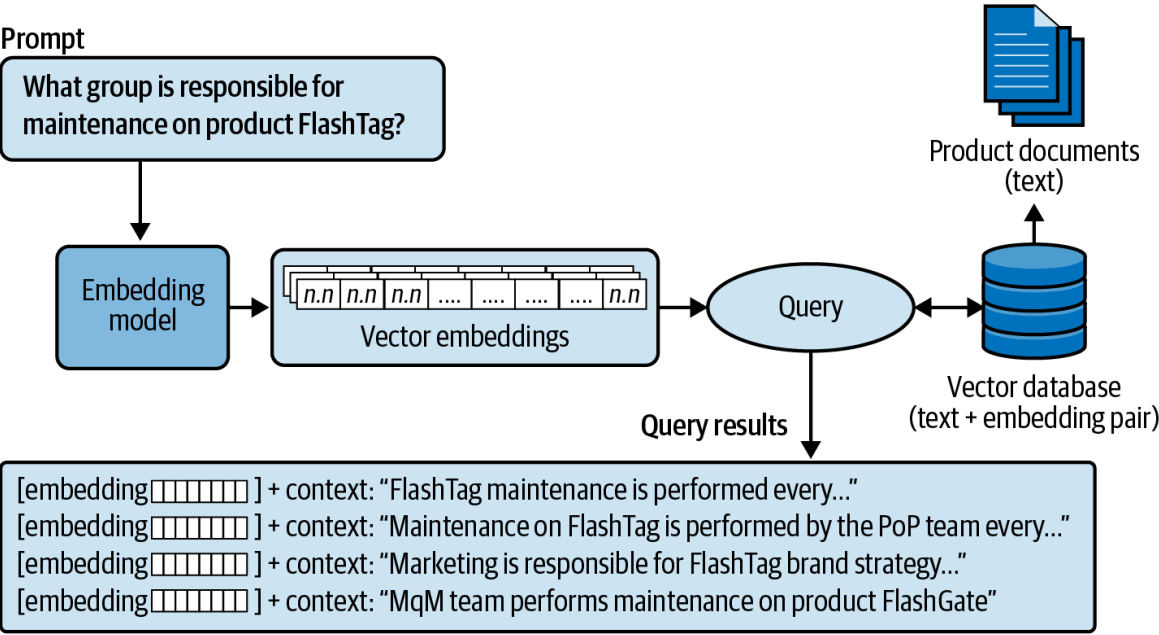 Prompt
What group is responsible for
maintenance on product FlashTag?
Product documents
(text)
Embedding
model
n.n n.n n.n .... .... .... .... n.n
Vector embeddings
Query
Vector database
(text + embedding pair)
Query results
[embedding ] + context: “FlashTag maintenance is performed every...”
[embedding ] + context: “Maintenance on FlashTag is performed by the PoP team every...”
[embedding ] + context: “Marketing is responsible for FlashTag brand strategy...”
[embedding ] + context: “MqM team performs maintenance on product FlashGate”